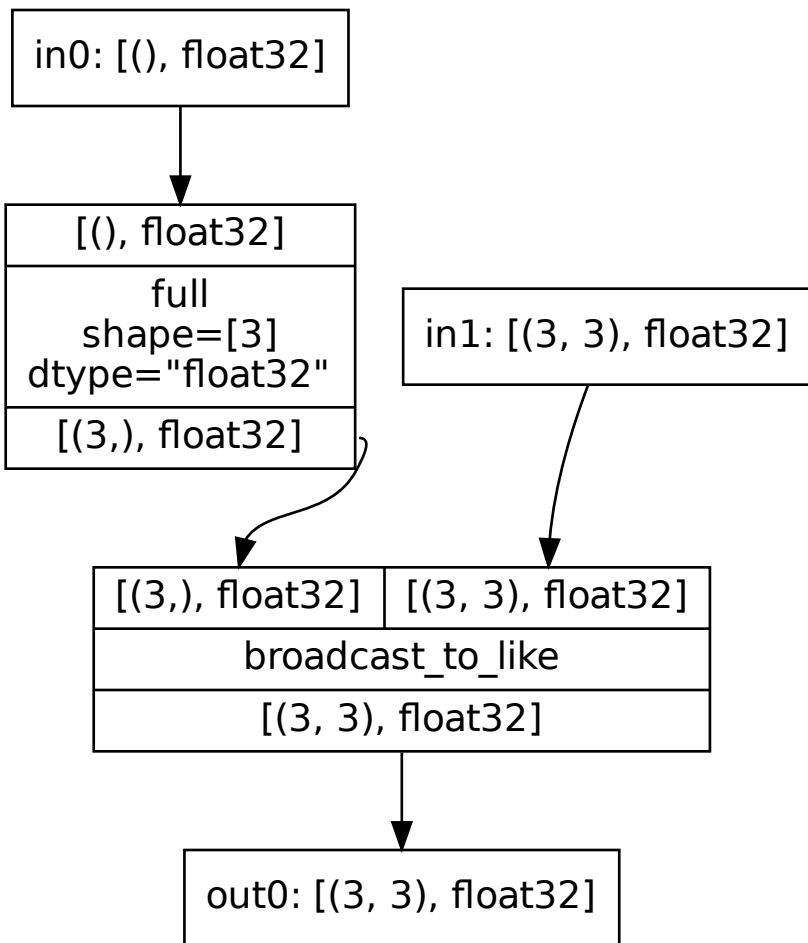 in0: [(), float32]
[(), float32]
full
shape=[3]
dtype="float32"
[(3,), float32]
in1: [(3, 3), float32]
[(3,), float32]
[(3, 3), float32]
broadcast_to_like
[(3, 3), float32]
out0: [(3, 3), float32]